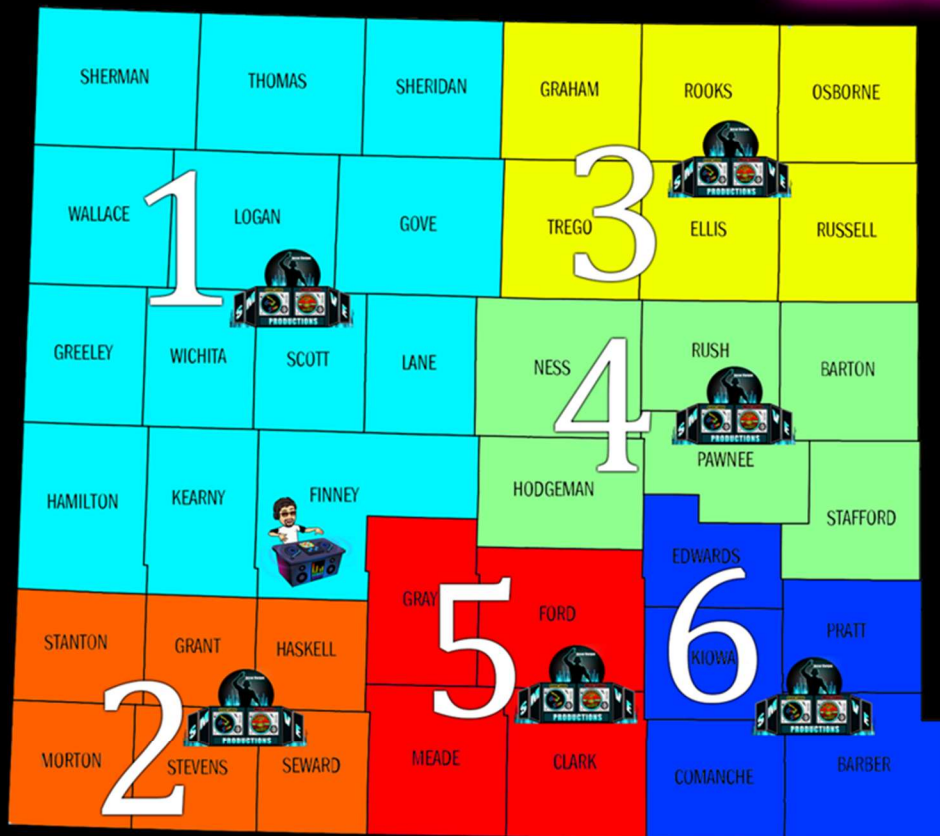 SHERMAN
THOMAS
SHERIDAN
GRAHAM
ROOKS
OSBORNE
WALLACE
1
LOGAN
GOVE
TREGO
3
ELLIS
RUSSELL
PRODUCTIONS
PRODUCTIONS
GREELEY
WICHITA
SCOTT
LANE
NESS
4
RUSH
BARTON
PRODUCTIONS
HAMILTON
KEARNY
FINNEY
HODGEMAN
PAWNEE
STAFFORD
EDWARDS
STANTON
GRANT
HASKELL
GRAY
5
FORD
6
KIOWA
PRATT
PRODUCTIONS
PRODUCTIONS
PRODUCTIONS
MORTON
2
STEVENS
SEWARD
MEADE
CLARK
COMANCHE
BARBER